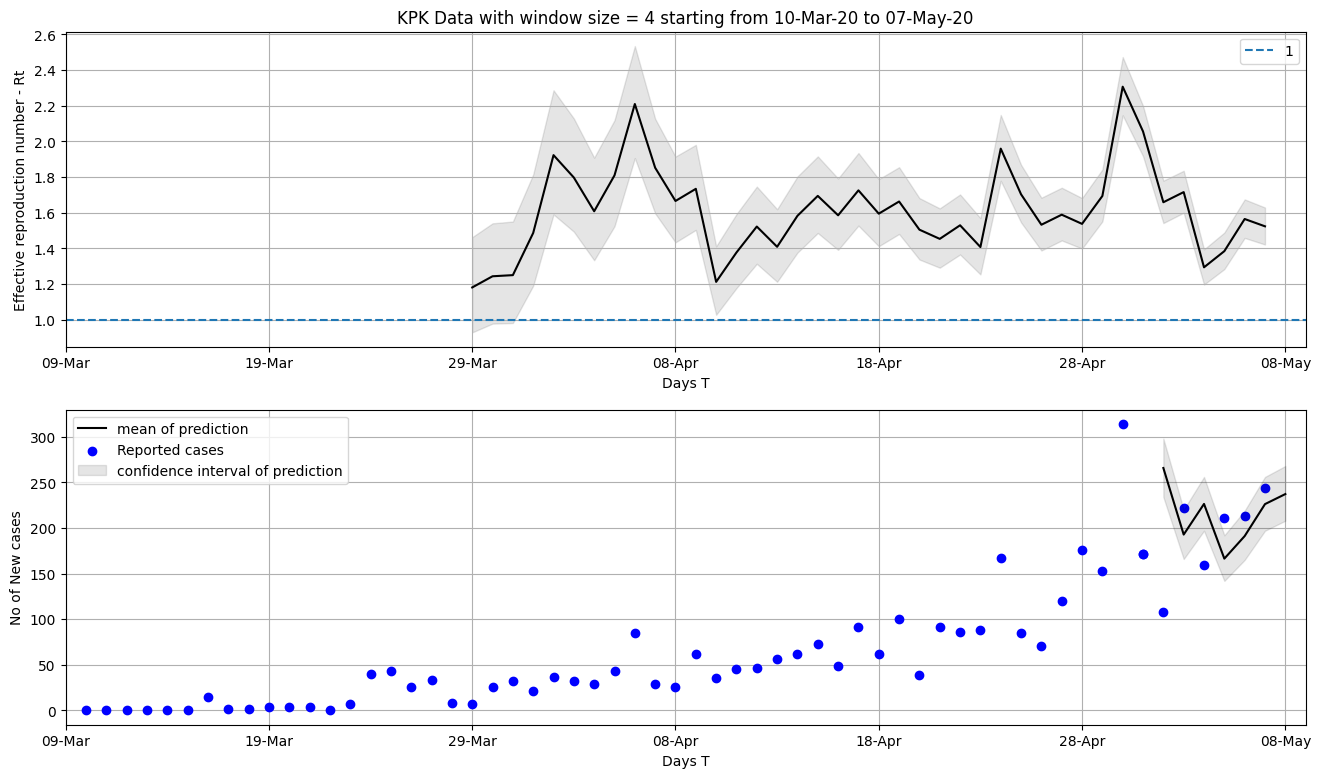 KPK Data with window size = 4 starting from 10-Mar-20 to 07-May-20
Effective reproduction number - Rt
2.6
2.4
2.2
2.0
1.8
1.6
1.4
1.2
1.0
1
09-Mar 19-Mar 29-Mar 08-Apr 18-Apr 28-Apr 08-May
Days T
No of New cases
300
250
200
150
100
50
0
mean of prediction
Reported cases
confidence interval of prediction
09-Mar 19-Mar 29-Mar 08-Apr 18-Apr 28-Apr 08-May
Days T